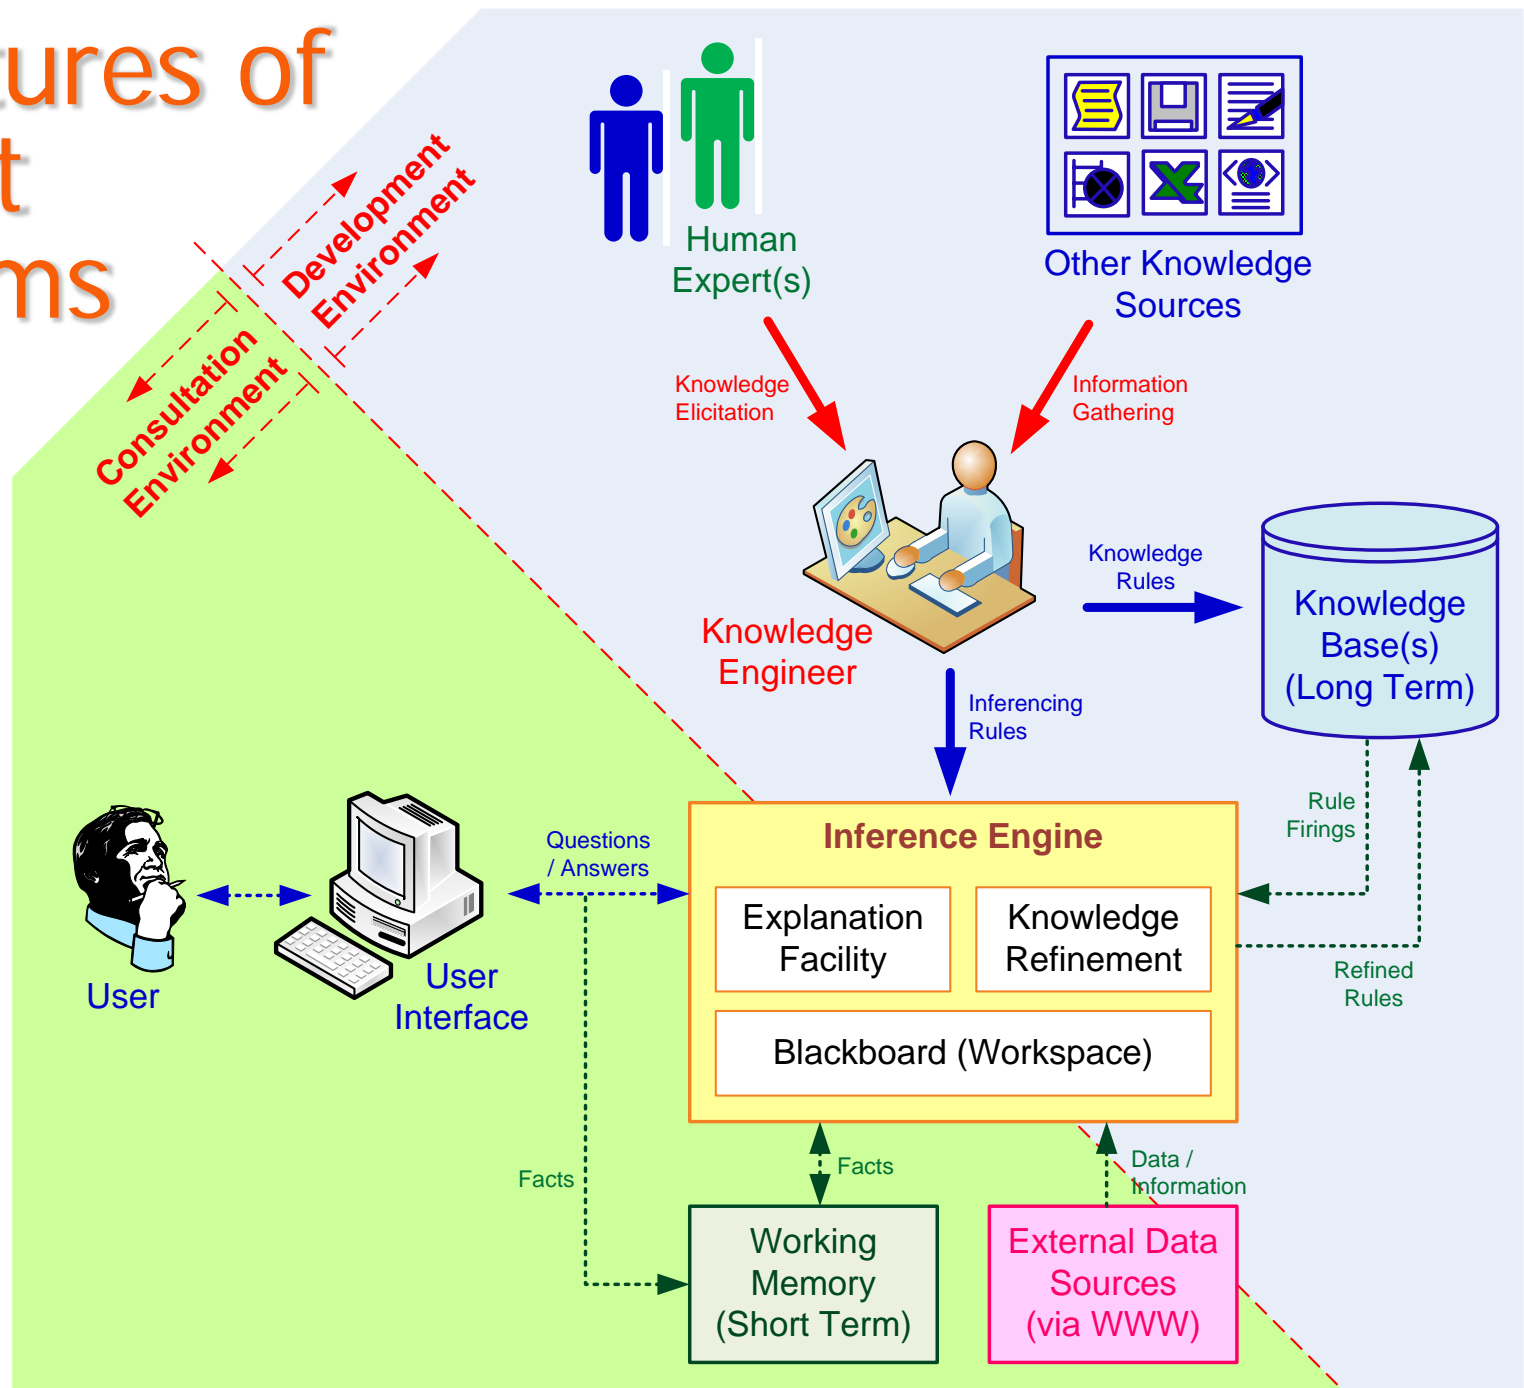 tures of
t
ms
Development
Environment
Consultation
Environment
Human
Expert(s)
Other Knowledge
Sources
Knowledge
Elicitation
Information
Gathering
Knowledge
Engineer
Knowledge
Rules
Knowledge
Base(s)
(Long Term)
Inferencing
Rules
Rule
Firings
Refined
Rules
User
User
Interface
Questions
/ Answers
Inference Engine
Explanation
Facility
Knowledge
Refinement
Blackboard (Workspace)
Facts
Facts
Data /
Information
Working
Memory
(Short Term)
External Data
Sources
(via WWW)